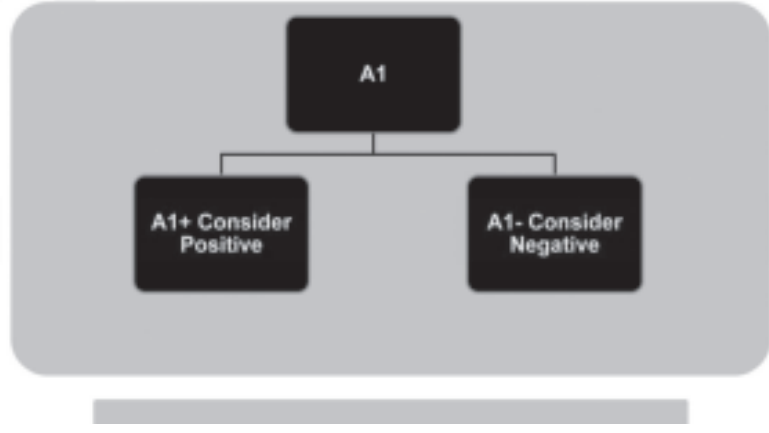 A1
A1+ Consider
Positive
A1- Consider
Negative